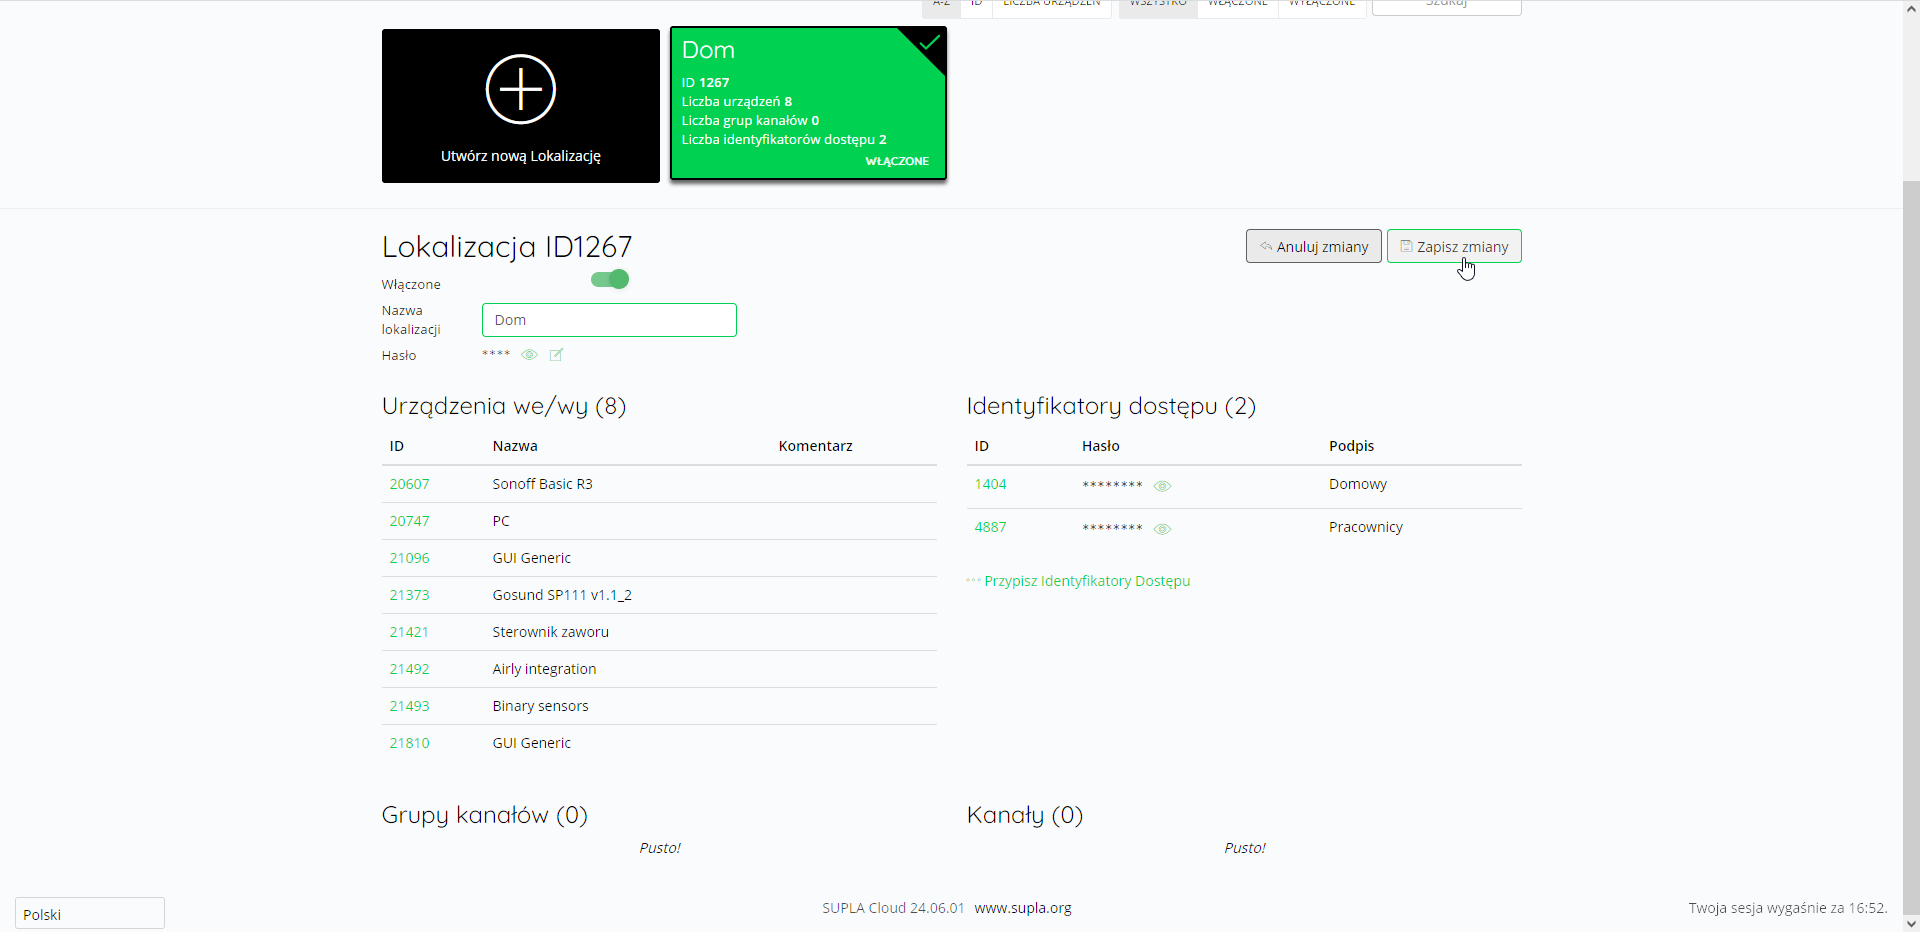 A-Z ID LICZBA URZĄDZEŃ WSZYSTKO WŁĄCZONE WYŁĄCZONE Szukaj
Utwórz nową Lokalizację
Dom
ID 1267
Liczba urządzeń 8
Liczba grup kanałów 0
Liczba identyfikatorów dostępu 2
WŁĄCZONE
Lokalizacja ID1267
Anuluj zmiany
Zapisz zmiany
Włączone
Nazwa
lokalizacji
Dom
Hasło
****
Urządzenia we/wy (8)
ID Nazwa Komentarz
20607 Sonoff Basic R3
20747 PC
21096 GUI Generic
21373 Gosund SP111 v1.1_2
21421 Sterownik zaworu
21492 Airly integration
21493 Binary sensors
21810 GUI Generic
Identyfikatory dostępu (2)
ID Hasło Podpis
1404 ******** Domowy
4887 ******** Pracownicy
Przypisz Identyfikatory Dostępu
Grupy kanałów (0)
Pusto!
Kanały (0)
Pusto!
Polski
SUPLA Cloud 24.06.01 www.supla.org
Twoja sesja wygaśnie za 16:52.